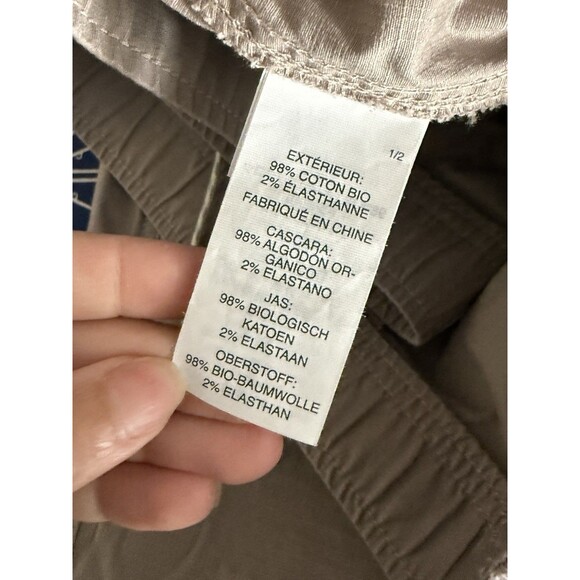 1/2
EXTÉRIEUR:
98% COTON BIO
2% ÉLASTHANNE
FABRIQUÉ EN CHINE
CASCARA:
98% ALGODÓN OR-
GANICO
2% ELASTANO
JAS:
98% BIOLOGISCH
KATOEN
2% ELASTAAN
OBERSTOFF:
98% BIO-BAUMWOLLE
2% ELASTHAN